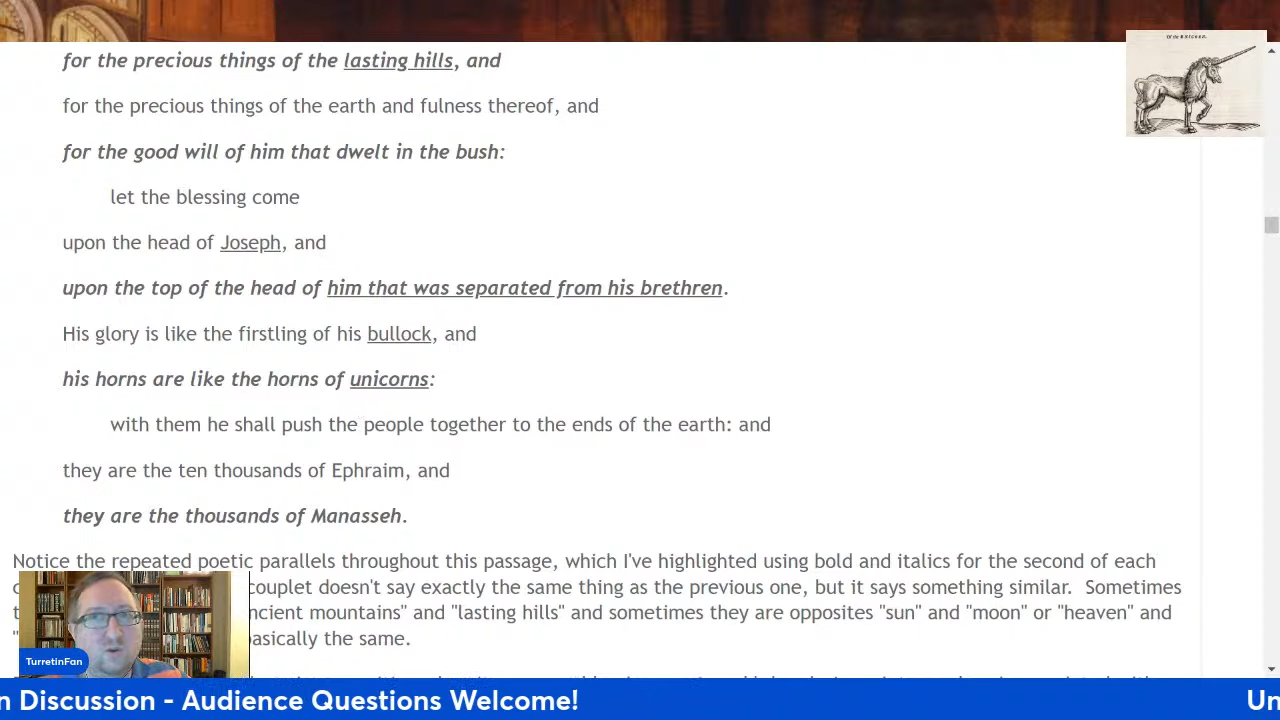 Of the UNICORN.
for the precious things of the lasting hills, and
for the precious things of the earth and fulness thereof, and
for the good will of him that dwelt in the bush:
let the blessing come
upon the head of Joseph, and
upon the top of the head of him that was separated from his brethren.
His glory is like the firstling of his bullock, and
his horns are like the horns of unicorns:
with them he shall push the people together to the ends of the earth: and
they are the ten thousands of Ephraim, and
they are the thousands of Manasseh.
Notice the repeated poetic parallels throughout this passage, which I've highlighted using bold and italics for the second of each
couplet doesn't say exactly the same thing as the previous one, but it says something similar. Sometimes
ncient mountains" and "lasting hills" and sometimes they are opposites "sun" and "moon" or "heaven" and
basically the same.
TurretinFan
n Discussion - Audience Questions Welcome! Un